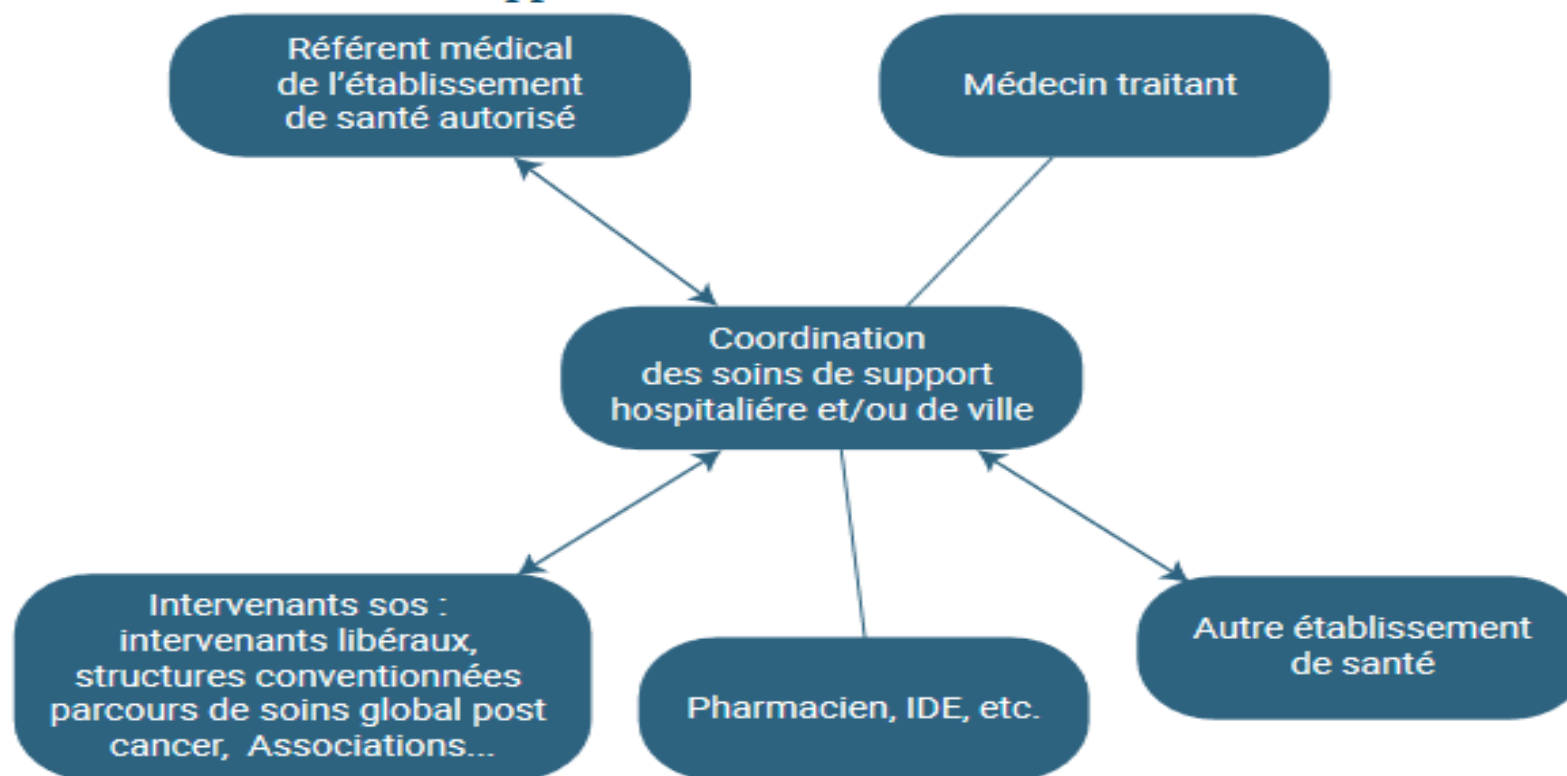 Référent médical
de l'établissement
de santé autorisé
Médecin traitant
Coordination
des soins de support
hospitaliére et/ou de ville
Intervenants sos :
intervenants libéraux,
structures conventionnées
parcours de soins global post
cancer, Associations...
Pharmacien, IDE, etc.
Autre établissement
de santé